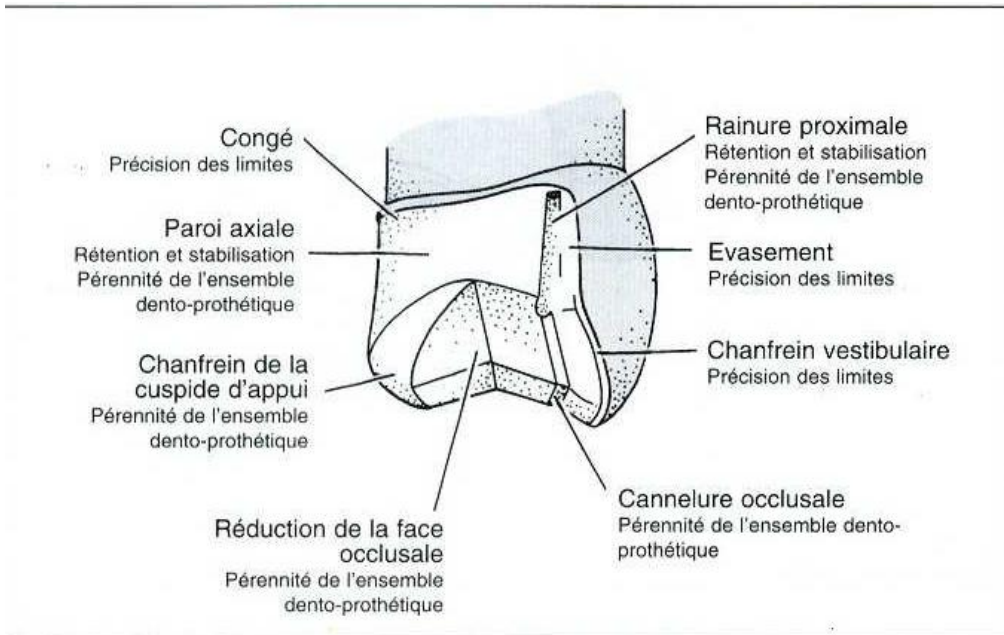 Congé
Précision des limites
Paroi axiale
Rétention et stabilisation
Pérennité de l'ensemble
dento-prothétique
Chanfrein de la
cuspide d'appui
Pérennité de l'ensemble
dento-prothétique
Réduction de la face
occlusale
Pérennité de l'ensemble
dento-prothétique
Rainure proximale
Rétention et stabilisation
Pérennité de l'ensemble
dento-prothétique
Evasement
Précision des limites
Chanfrein vestibulaire
Précision des limites
Cannelure occlusale
Pérennité de l'ensemble dento-
prothétique